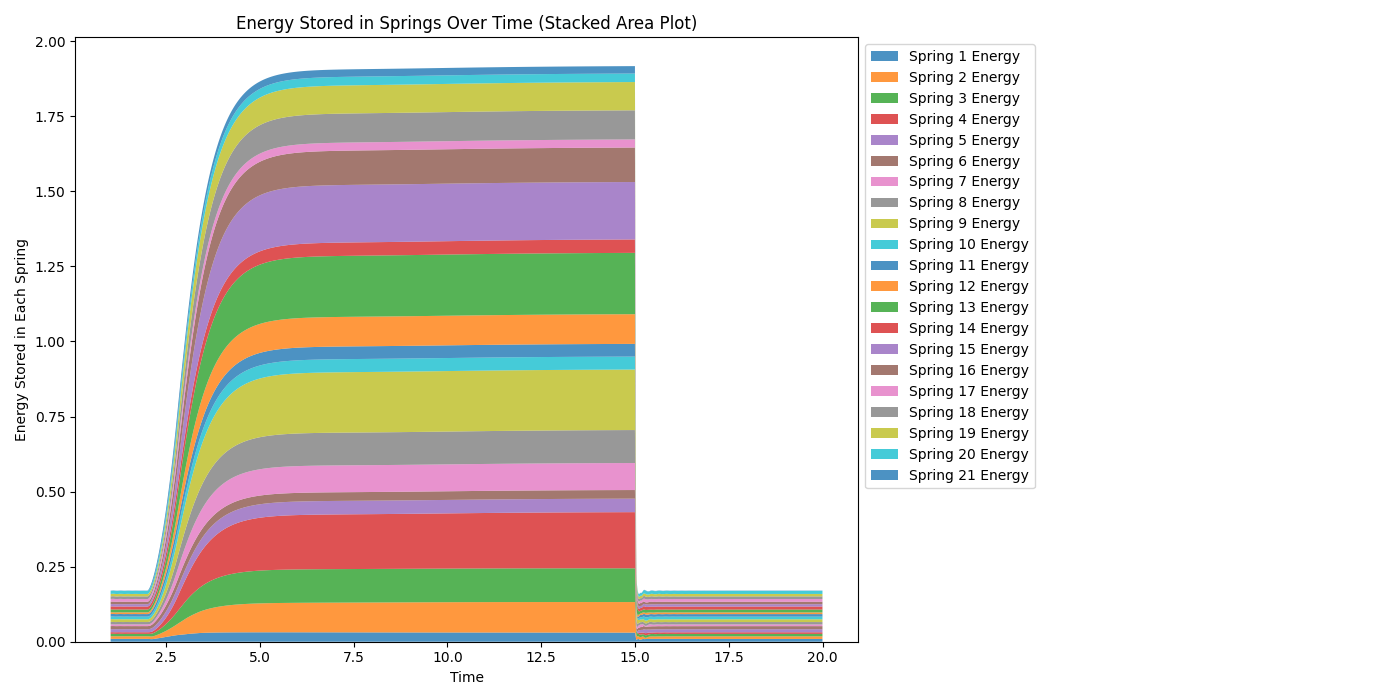 Energy Stored in Springs Over Time (Stacked Area Plot)
2.00
1.75
1.50
1.25
1.00
0.75
0.50
0.25
0.00
Energy Stored in Each Spring
2.5
5.0
7.5
10.0
12.5
15.0
17.5
20.0
Time
Spring 1 Energy
Spring 2 Energy
Spring 3 Energy
Spring 4 Energy
Spring 5 Energy
Spring 6 Energy
Spring 7 Energy
Spring 8 Energy
Spring 9 Energy
Spring 10 Energy
Spring 11 Energy
Spring 12 Energy
Spring 13 Energy
Spring 14 Energy
Spring 15 Energy
Spring 16 Energy
Spring 17 Energy
Spring 18 Energy
Spring 19 Energy
Spring 20 Energy
Spring 21 Energy